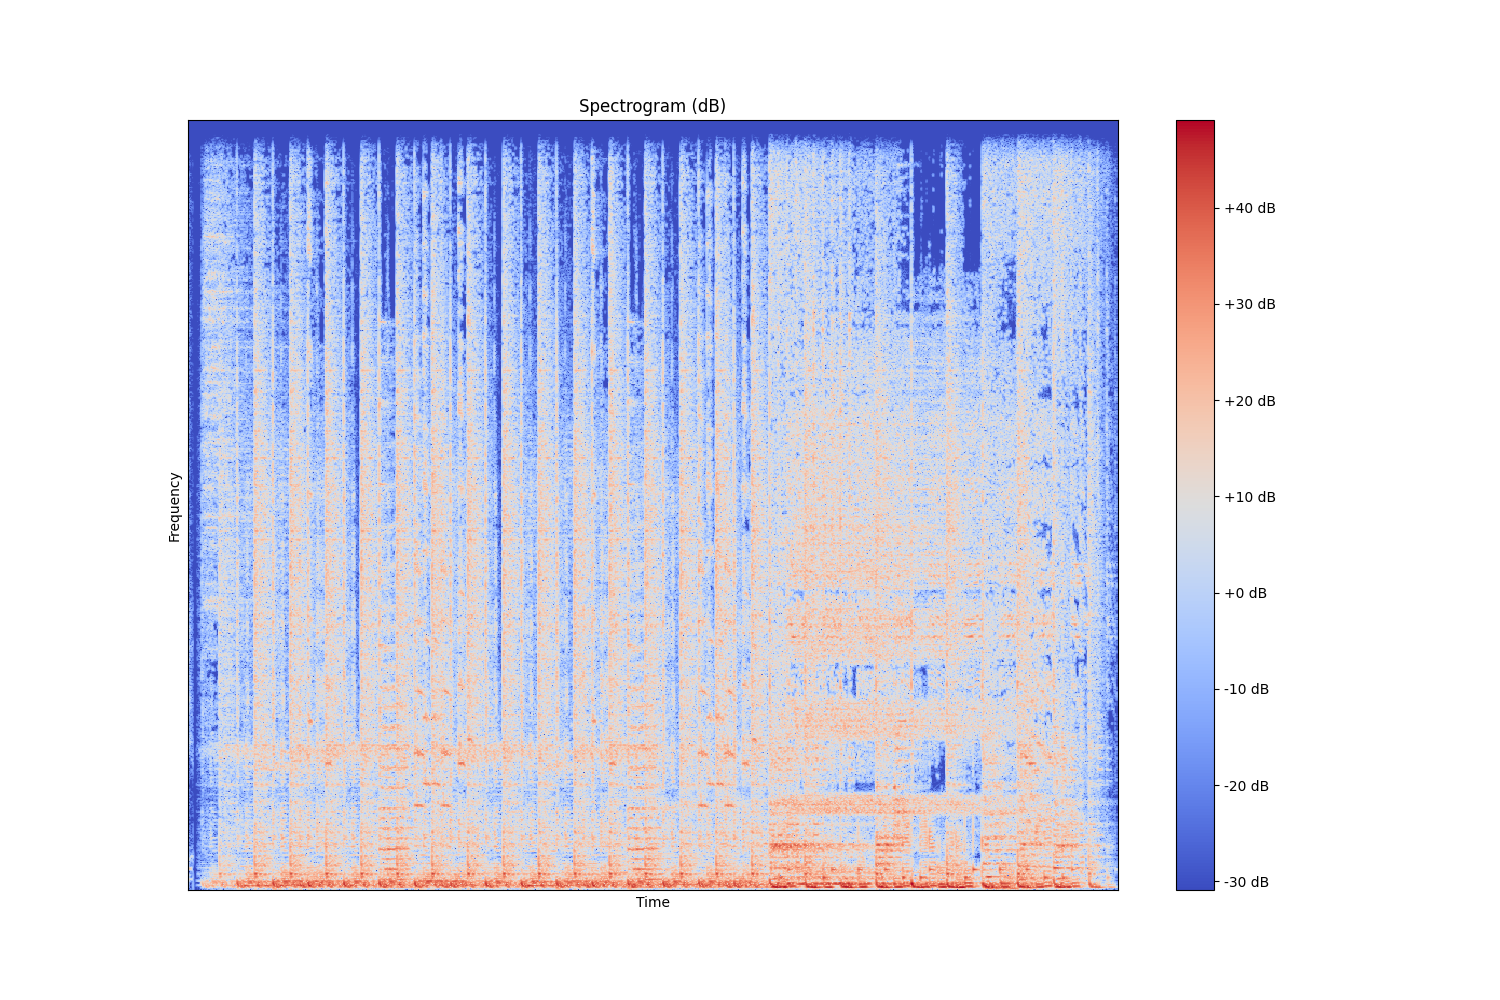 Spectrogram (dB)
Frequency
Time
+40 dB
+30 dB
+20 dB
+10 dB
+0 dB
-10 dB
-20 dB
-30 dB